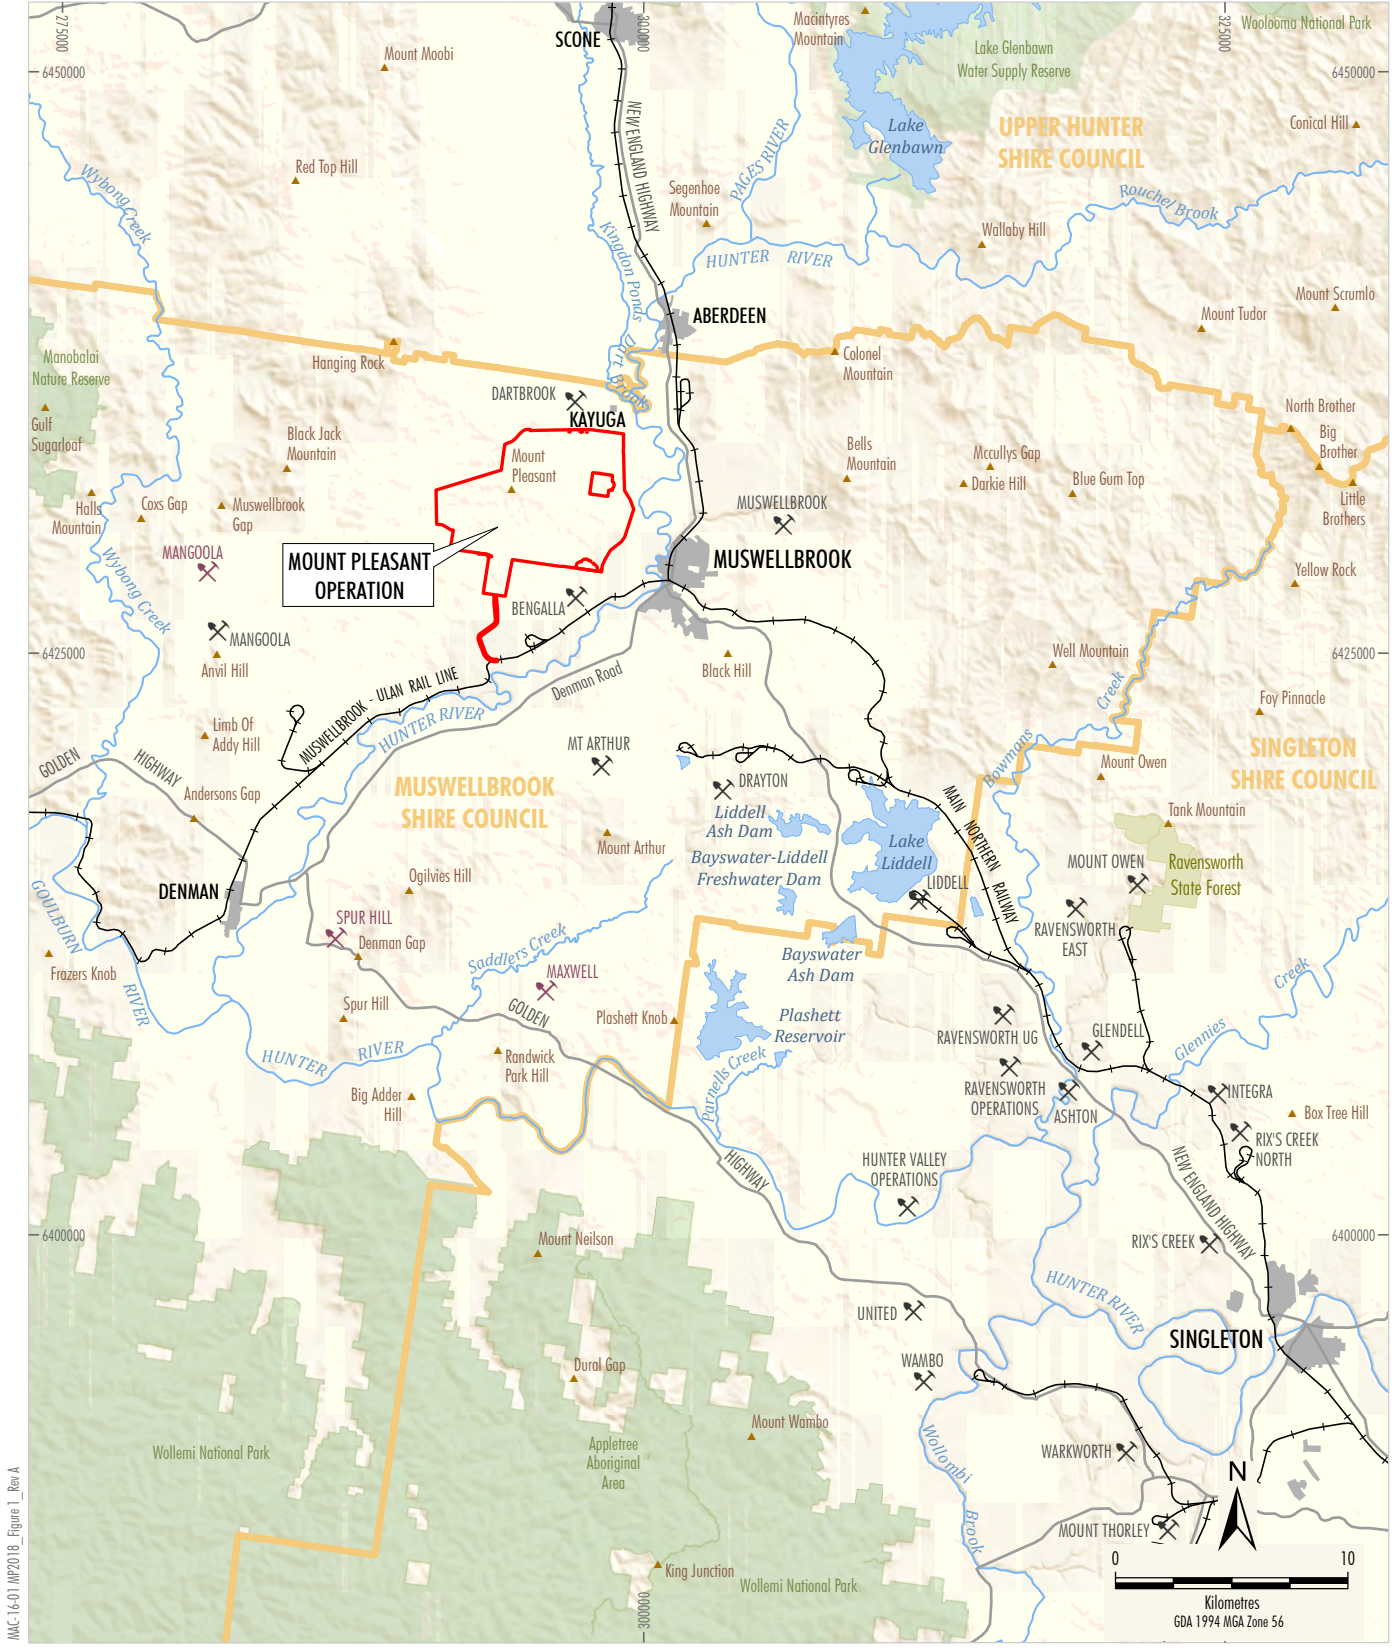 275000
300000
325000
SCONE
Macintyres
Mountain
Woolooma National Park
Mount Moobi
Lake Glenbawn
Water Supply Reserve
6450000
6450000
NEW ENGLAND HIGHWAY
PAGES RIVER
Lake
Glenbawn
UPPER HUNTER
SHIRE COUNCIL
Conical Hill
Wybong Creek
Red Top Hill
Segenhoe
Mountain
Rouchel Brook
Wallaby Hill
Kingdon Ponds
HUNTER RIVER
Mount Scrumlo
Mount Tudor
ABERDEEN
Manobalai
Nature Reserve
Hanging Rock
Dart Brook
Colonel
Mountain
DARTBROOK
KAYUGA
Gulf
Sugarloaf
Black Jack
Mountain
Mount
Pleasant
Bells
Mountain
Mccullys Gap
Darkie Hill
Blue Gum Top
North Brother
Big
Brother
Little
Brothers
Halls
Mountain
Coxs Gap
Muswellbrook
Gap
MUSWELLBROOK
MANGOOLA
MOUNT PLEASANT
OPERATION
MUSWELLBROOK
Wybong Creek
Yellow Rock
BENGALLA
MANGOOLA
Anvil Hill
6425000
6425000
Black Hill
Well Mountain
MUSWELLBROOK - ULAN RAIL LINE
Denman Road
HUNTER RIVER
Bowmans
Creek
Foy Pinnacle
Limb Of
Addy Hill
GOLDEN
HIGHWAY
MT ARTHUR
DRAYTON
SINGLETON
SHIRE COUNCIL
Mount Owen
Andersons Gap
MUSWELLBROOK
SHIRE COUNCIL
MAIN NORTHERN RAILWAY
Liddell
Ash Dam
Tank Mountain
Mount Arthur
Bayswater-Liddell
Freshwater Dam
Lake
Liddell
MOUNT OWEN
Ravensworth
State Forest
DENMAN
Ogilvies Hill
LIDDELL
GOULBURN
RIVER
SPUR HILL
Denman Gap
RAVENSWORTH
EAST
Saddlers Creek
Bayswater
Ash Dam
Frazers Knob
MAXWELL
Creek
Spur Hill
GOLDEN
Plashett Knob
Plashett
Reservoir
RAVENSWORTH UG
GLENDELL
Glennies
HUNTER
RIVER
Randwick
Park Hill
Parnells Creek
RAVENSWORTH
OPERATIONS
ASHTON
INTEGRA
Big Adder
Hill
Box Tree Hill
RIX'S CREEK
NORTH
HIGHWAY
HUNTER VALLEY
OPERATIONS
NEW ENGLAND HIGHWAY
6400000
6400000
Mount Neilson
RIX'S CREEK
HUNTER RIVER
UNITED
SINGLETON
WAMBO
Dural Gap
Mount Wambo
Wollemi National Park
Appletree
Aboriginal
Area
Wollombi
Brook
WARKWORTH
N
MOUNT THORLEY
King Junction
Wollemi National Park
300000
0
10
Kilometres
GDA 1994 MGA Zone 56
MAC-16-01 MP2018_Figure 1_Rev A